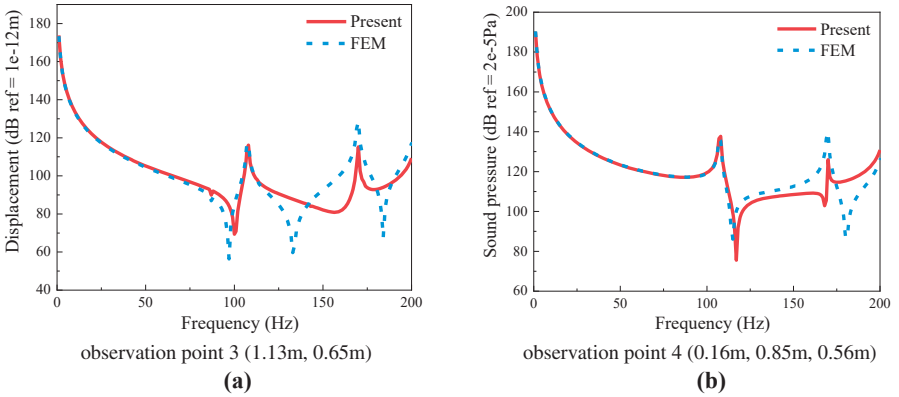 Displacement (dB ref = 1e-12m)
180
160
140
120
100
80
60
40
Present
FEM
0
50
100
150
200
Frequency (Hz)
observation point 3 (1.13m, 0.65m)
(a)
Sound pressure (dB ref = 2e-5Pa)
200
180
160
140
120
100
80
60
Present
FEM
0
50
100
150
200
Frequency (Hz)
observation point 4 (0.16m, 0.85m, 0.56m)
(b)